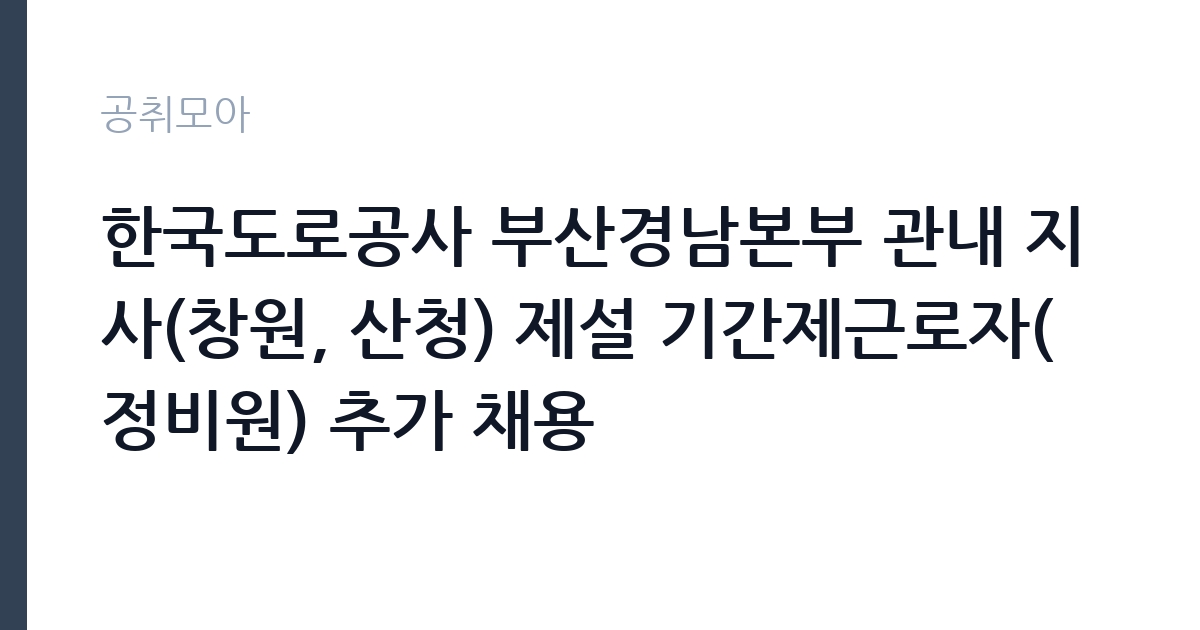 공취모아
한국도로공사 부산경남본부 관내 지
사(창원, 산청) 제설 기간제근로자(
정비원) 추가 채용